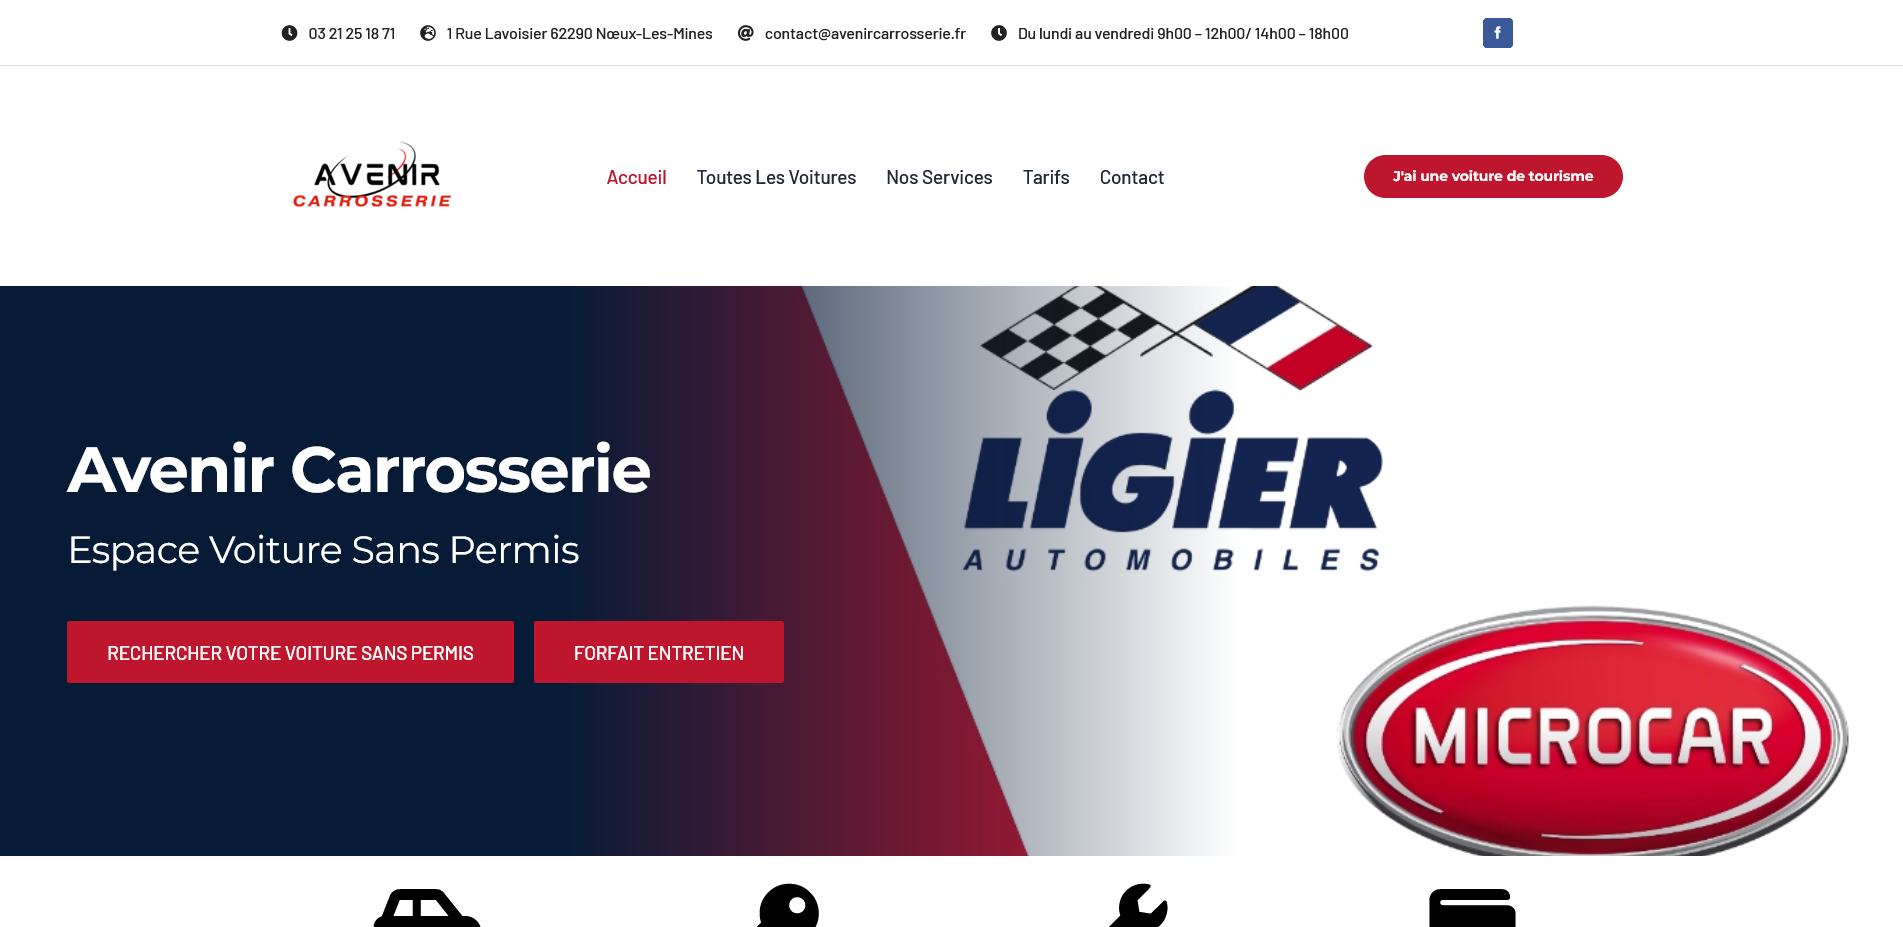 03 21 25 18 71
1 Rue Lavoisier 62290 Nœux-Les-Mines
contact@avenircarrosserie.fr
Du lundi au vendredi 9h00 – 12h00/ 14h00 – 18h00
f
AVENIR
CARROSSERIE
Accueil
Toutes Les Voitures
Nos Services
Tarifs
Contact
J'ai une voiture de tourisme
Avenir Carrosserie
Espace Voiture Sans Permis
RECHERCHER VOTRE VOITURE SANS PERMIS
FORFAIT ENTRETIEN
LiGiER
AUTOMOBILES
MICROCAR